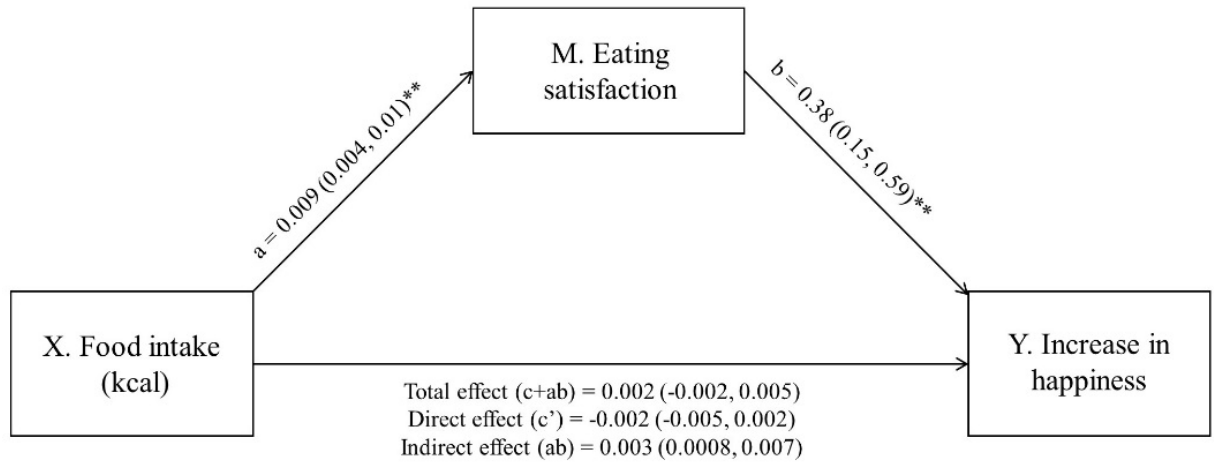 M. Eating
satisfaction
a = 0.009 (0.004, 0.01)**
b = 0.38 (0.15, 0.59)**
X. Food intake
(kcal)
Y. Increase in
happiness
Total effect (c+ab) = 0.002 (-0.002, 0.005)
Direct effect (c’) = -0.002 (-0.005, 0.002)
Indirect effect (ab) = 0.003 (0.0008, 0.007)